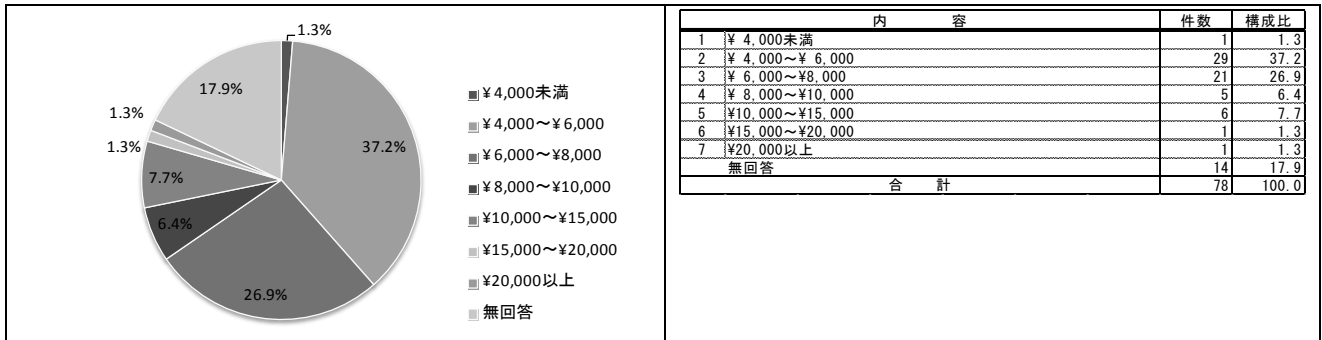 1.3%
37.2%
26.9%
6.4%
7.7%
1.3%
1.3%
17.9%
¥4,000未満
¥4,000～¥6,000
¥6,000～¥8,000
¥8,000～¥10,000
¥10,000～¥15,000
¥15,000～¥20,000
¥20,000以上
無回答
内 容 件数 構成比
1 ¥ 4,000未満 1 1.3
2 ¥ 4,000～¥ 6,000 29 37.2
3 ¥ 6,000～¥8,000 21 26.9
4 ¥ 8,000～¥10,000 5 6.4
5 ¥10,000～¥15,000 6 7.7
6 ¥15,000～¥20,000 1 1.3
7 ¥20,000以上 1 1.3
無回答 14 17.9
合 計 78 100.0